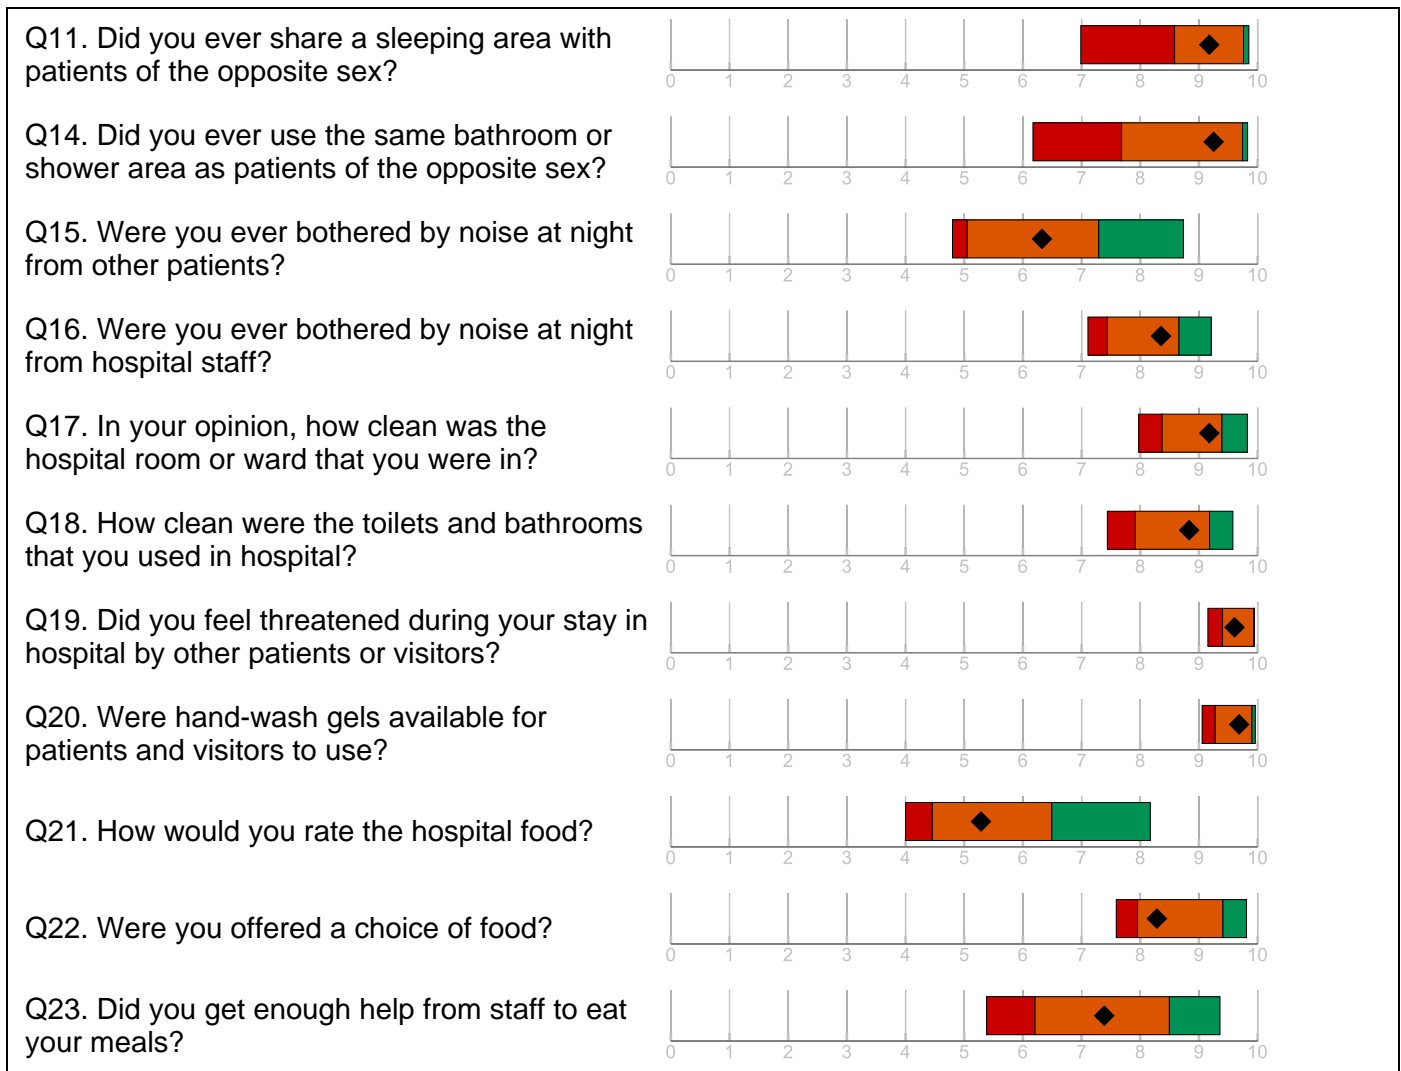 Q11. Did you ever share a sleeping area with
patients of the opposite sex?
0 1 2 3 4 5 6 7 8 9 10
Q14. Did you ever use the same bathroom or
shower area as patients of the opposite sex?
0 1 2 3 4 5 6 7 8 9 10
Q15. Were you ever bothered by noise at night
from other patients?
0 1 2 3 4 5 6 7 8 9 10
Q16. Were you ever bothered by noise at night
from hospital staff?
0 1 2 3 4 5 6 7 8 9 10
Q17. In your opinion, how clean was the
hospital room or ward that you were in?
0 1 2 3 4 5 6 7 8 9 10
Q18. How clean were the toilets and bathrooms
that you used in hospital?
0 1 2 3 4 5 6 7 8 9 10
Q19. Did you feel threatened during your stay in
hospital by other patients or visitors?
0 1 2 3 4 5 6 7 8 9 10
Q20. Were hand-wash gels available for
patients and visitors to use?
0 1 2 3 4 5 6 7 8 9 10
Q21. How would you rate the hospital food?
0 1 2 3 4 5 6 7 8 9 10
Q22. Were you offered a choice of food?
0 1 2 3 4 5 6 7 8 9 10
Q23. Did you get enough help from staff to eat
your meals?
0 1 2 3 4 5 6 7 8 9 10